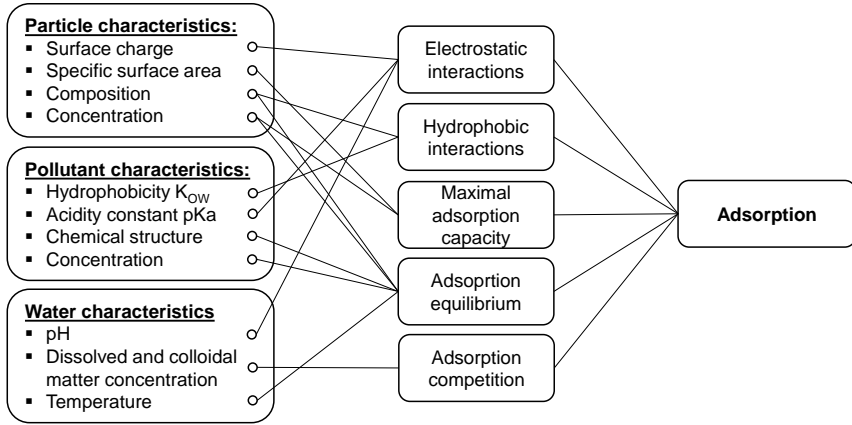 Particle characteristics:
▪ Surface charge
▪ Specific surface area
▪ Composition
▪ Concentration
Pollutant characteristics:
▪ Hydrophobicity K_OW
▪ Acidity constant pKa
▪ Chemical structure
▪ Concentration
Water characteristics
▪ pH
▪ Dissolved and colloidal
matter concentration
▪ Temperature
Electrostatic
interactions
Hydrophobic
interactions
Maximal
adsorption
capacity
Adsoprtion
equilibrium
Adsorption
competition
Adsorption